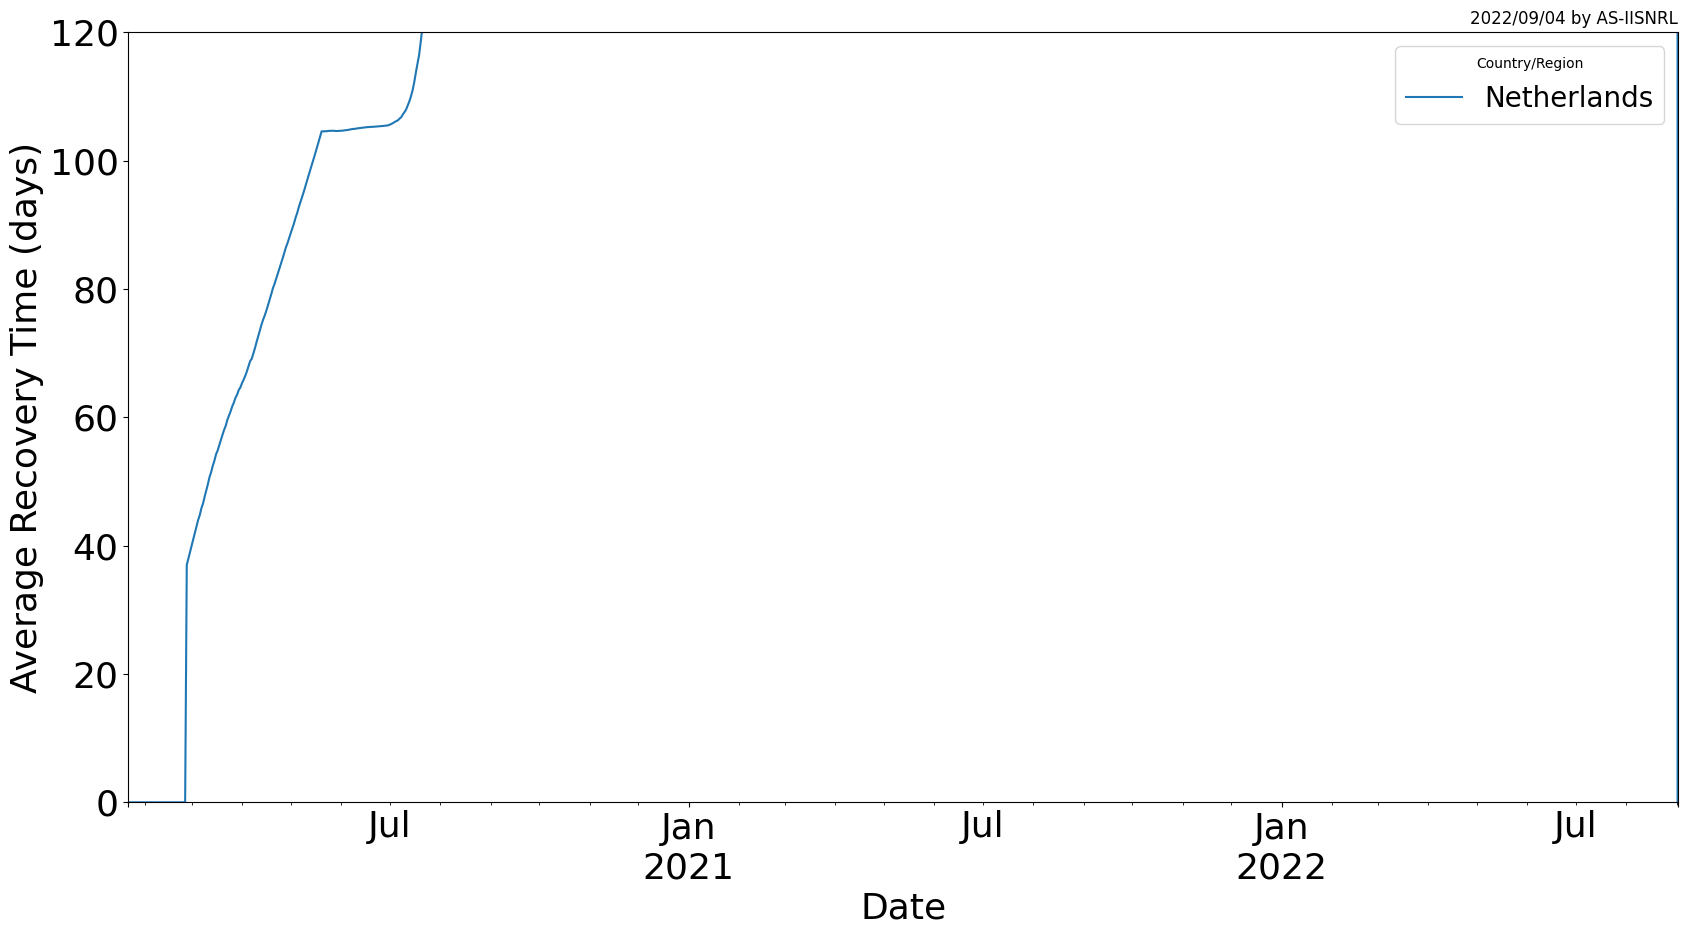 2022/09/04 by AS-IISNRL
Country/Region
Netherlands
Average Recovery Time (days)
120
100
80
60
40
20
0
Jul
Jan
2021
Jul
Jan
2022
Jul
Date